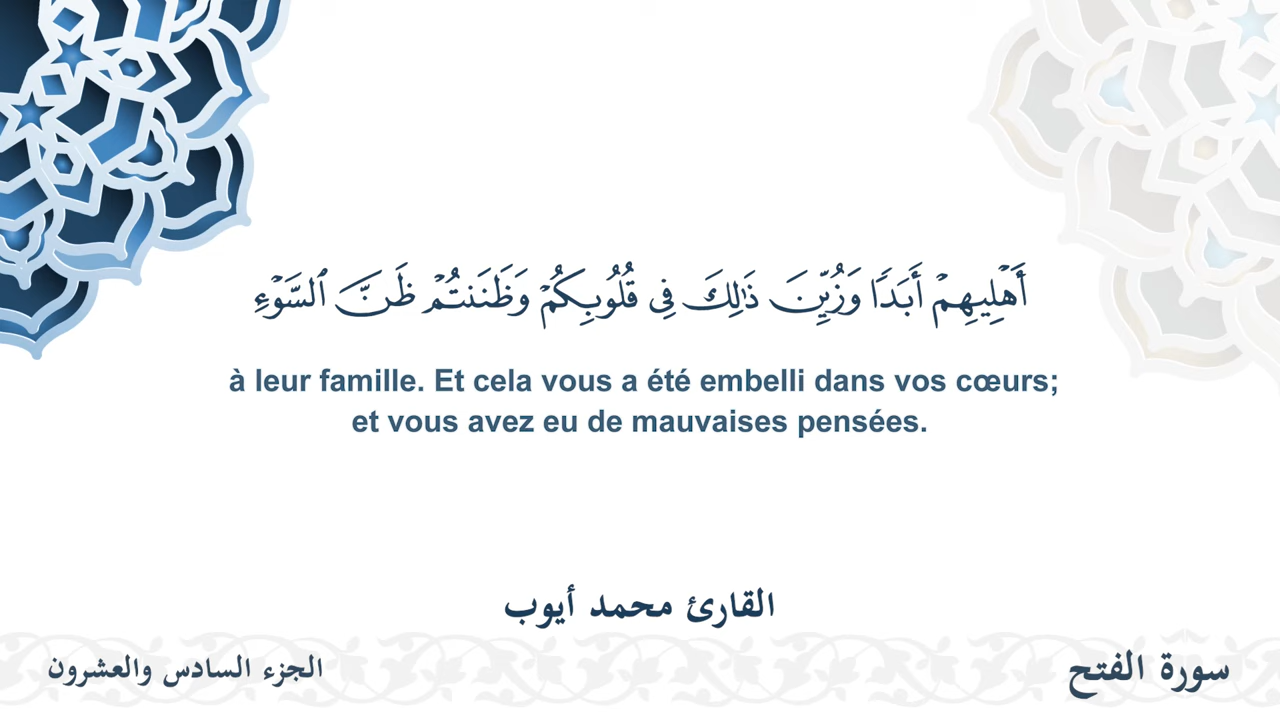 أَهۡلِيهِمۡ أَبَدٗا وَزُيِّنَ ذَٰلِكَ فِي قُلُوبِكُمۡ وَظَنَنتُمۡ ظَنَّ ٱلسَّوۡءِ
à leur famille. Et cela vous a été embelli dans vos cœurs;
et vous avez eu de mauvaises pensées.
القارئ محمد أيوب
سورة الفتح
الجزء السادس والعشرون